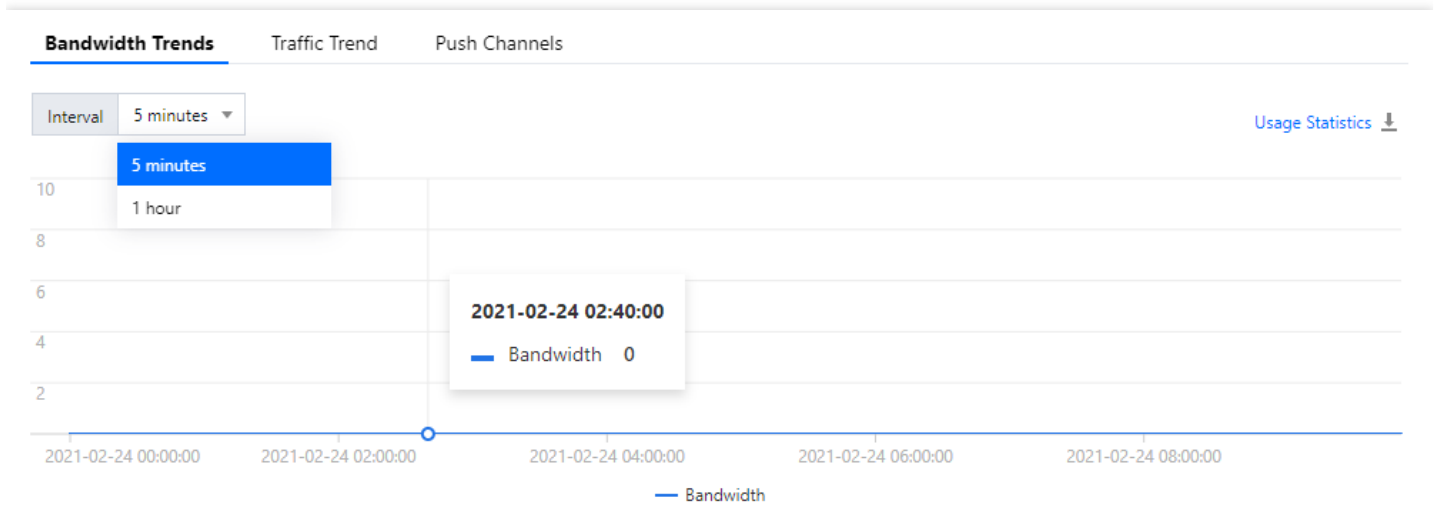 Bandwidth Trends Traffic Trend Push Channels
Interval 5 minutes
Usage Statistics
5 minutes
1 hour
10
8
6
4
2
2021-02-24 02:40:00
Bandwidth 0
2021-02-24 00:00:00 2021-02-24 02:00:00 2021-02-24 04:00:00 2021-02-24 06:00:00 2021-02-24 08:00:00
Bandwidth